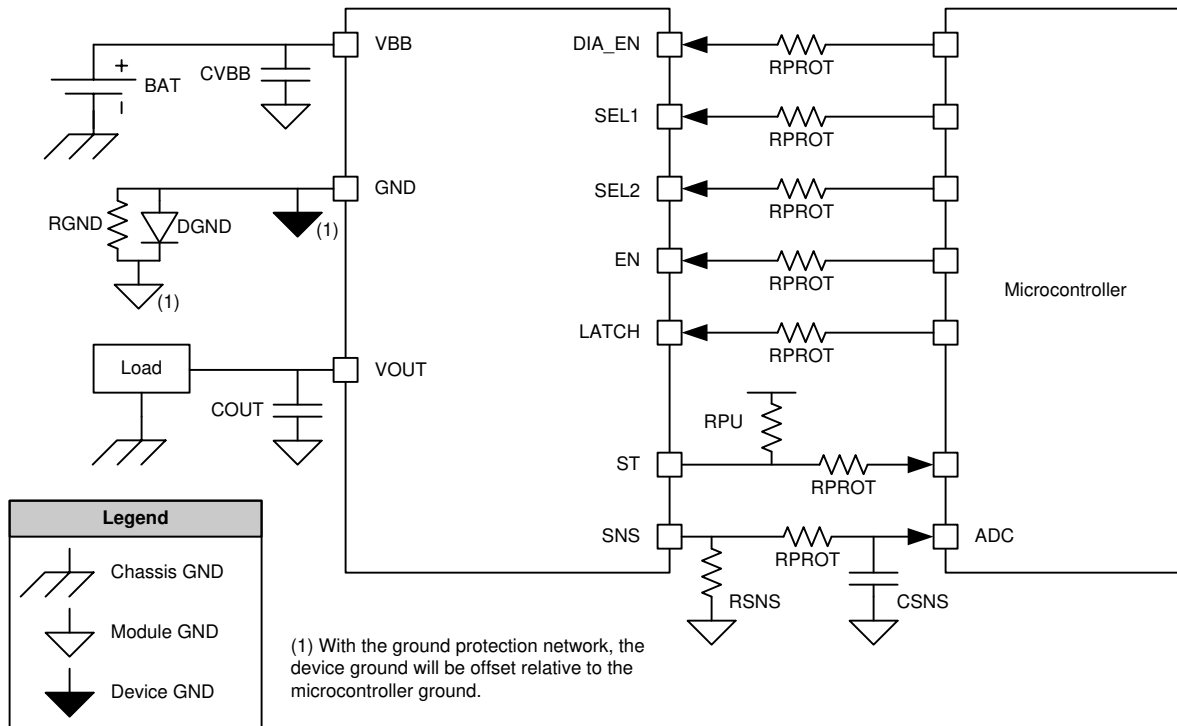 VBB
DIA_EN
RPROT
+
BAT
CVBB
SEL1
RPROT
GND
SEL2
RPROT
RGND
DGND
(1)
(1)
EN
RPROT
Microcontroller
LATCH
RPROT
Load
VOUT
COUT
RPU
ST
RPROT
Legend
SNS
RPROT
ADC
Chassis GND
RSNS
CSNS
Module GND
Device GND
(1) With the ground protection network, the
device ground will be offset relative to the
microcontroller ground.